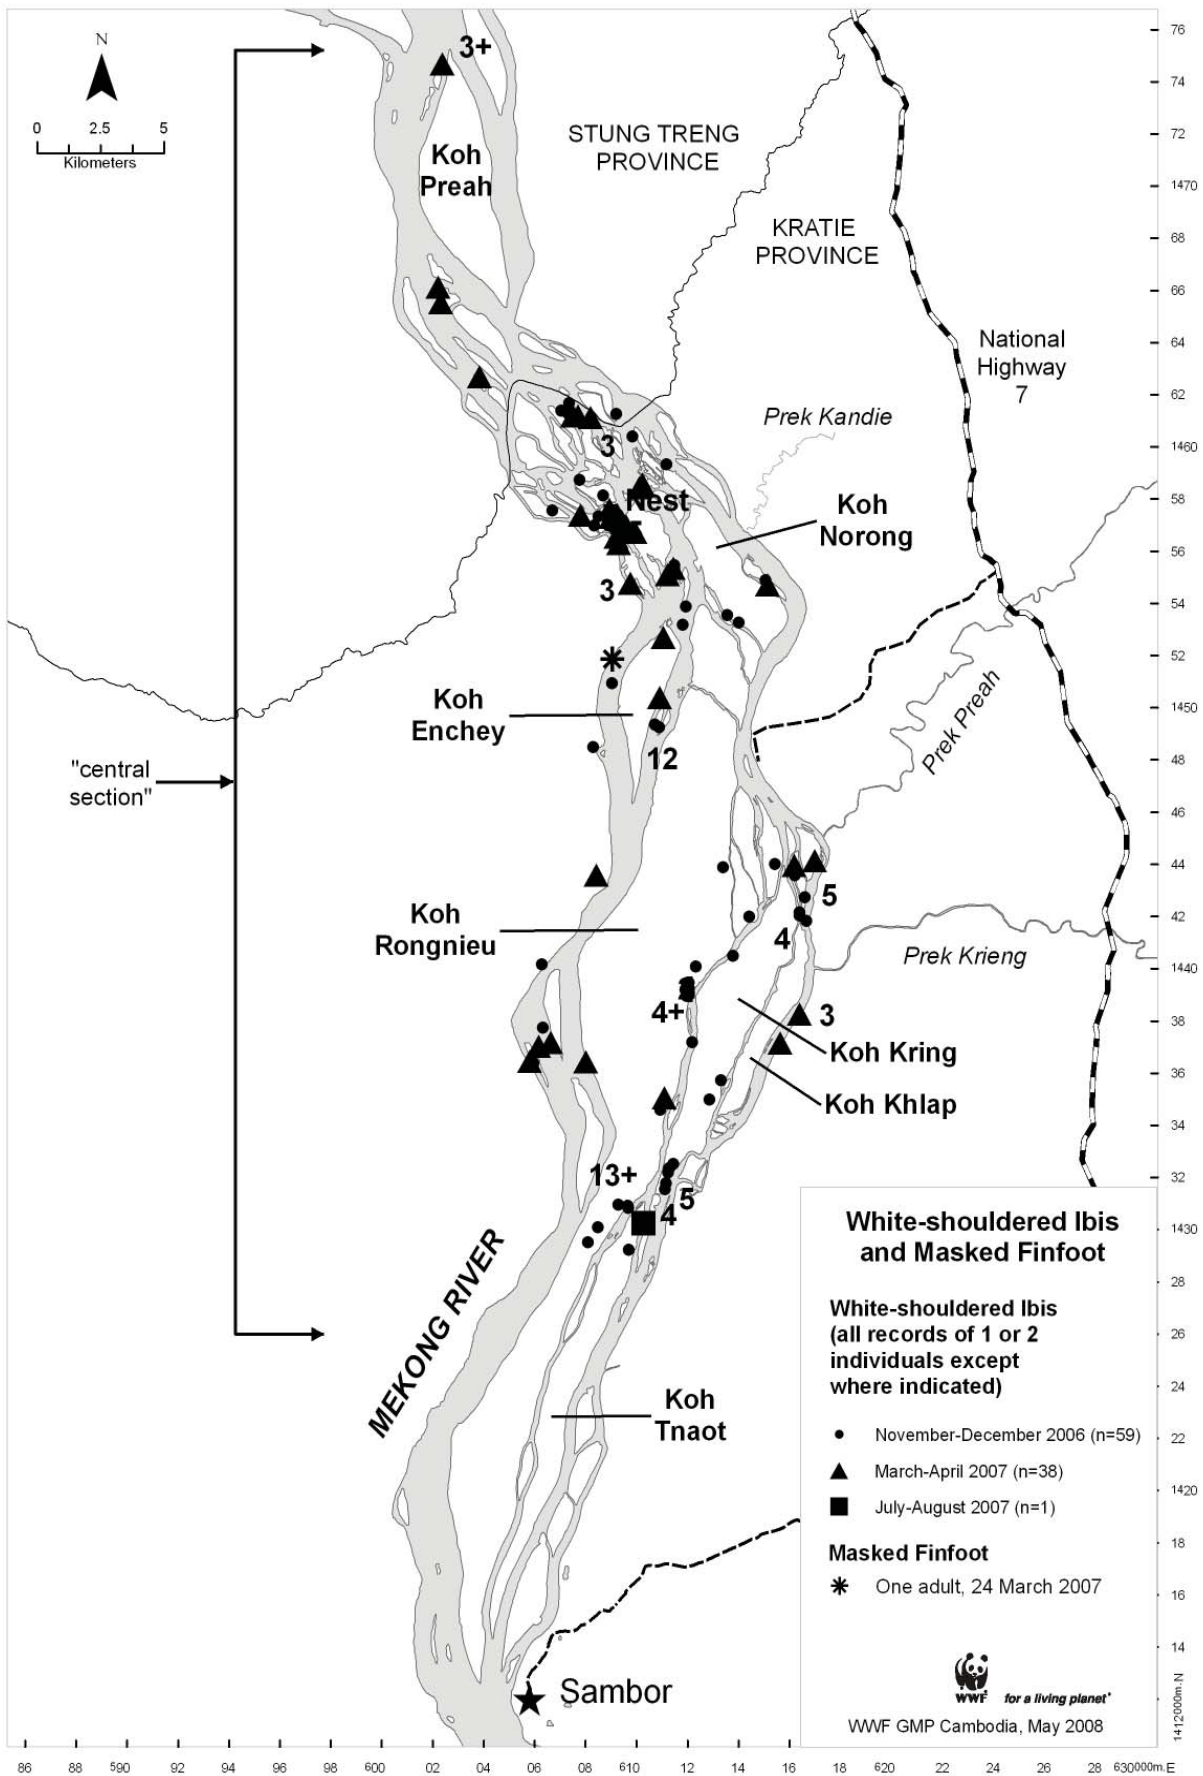 N
0 2.5 5
Kilometers
3+
Koh
Preah
STUNG TRENG
PROVINCE
KRATIE
PROVINCE
National
Highway
7
Prek Kandie
3
Nest
Koh
Norong
3
Koh
Enchey
12
Prek Preah
"central
section"
5
4
Koh
Rongnieu
Prek Krieng
4+
3
Koh Kring
Koh Khlap
13+
5
4
MEKONG RIVER
Koh
Tnaot
Sambor
White-shouldered Ibis
and Masked Finfoot
White-shouldered Ibis
(all records of 1 or 2
individuals except
where indicated)
November-December 2006 (n=59)
March-April 2007 (n=38)
July-August 2007 (n=1)
Masked Finfoot
One adult, 24 March 2007
WWF
for a living planet®
WWF GMP Cambodia, May 2008
76
74
72
1470
68
66
64
62
1460
58
56
54
52
1450
48
46
44
42
1440
38
36
34
32
1430
28
26
24
22
1420
18
16
14
1412000m.N
86 88 590 92 94 96 98 600 02 04 06 08 610 12 14 16 18 620 22 24 26 28 630000m.E